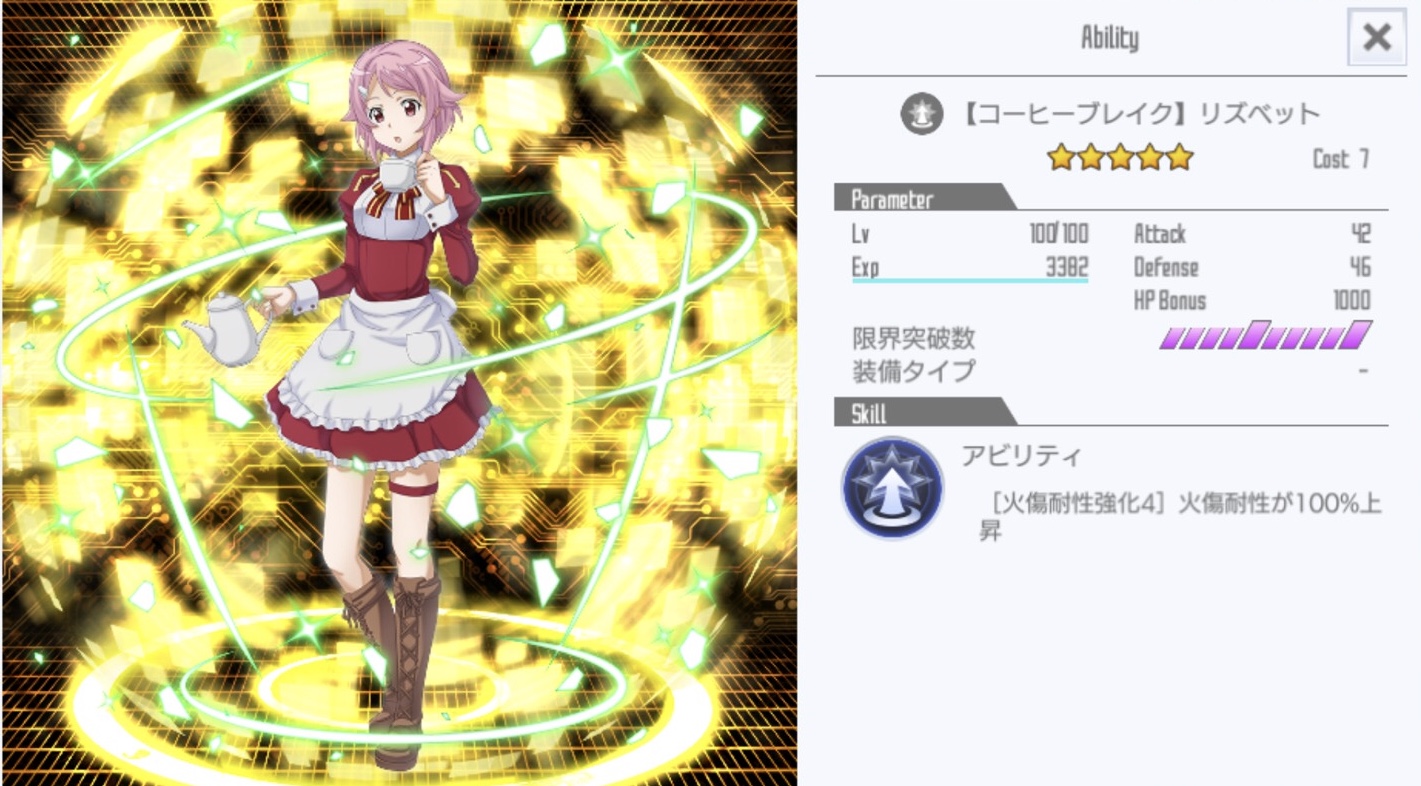 Ability
【コーヒーブレイク】リズベット
Cost 7
Parameter
Lv 100/100 Attack 42
Exp 3382 Defense 46
HP Bonus 1000
限界突破数
装備タイプ -
Skill
アビリティ
［火傷耐性強化4］火傷耐性が100%上
昇